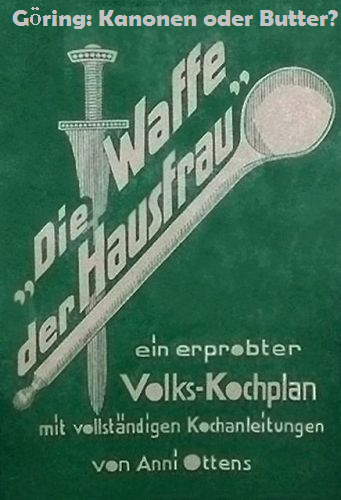 Göring: Kanonen oder Butter?
„Die Waffe
der Hausfrau"
ein erprobter
Volks-Kochplan
mit vollständigen Kochanleitungen
von Anni Ottens